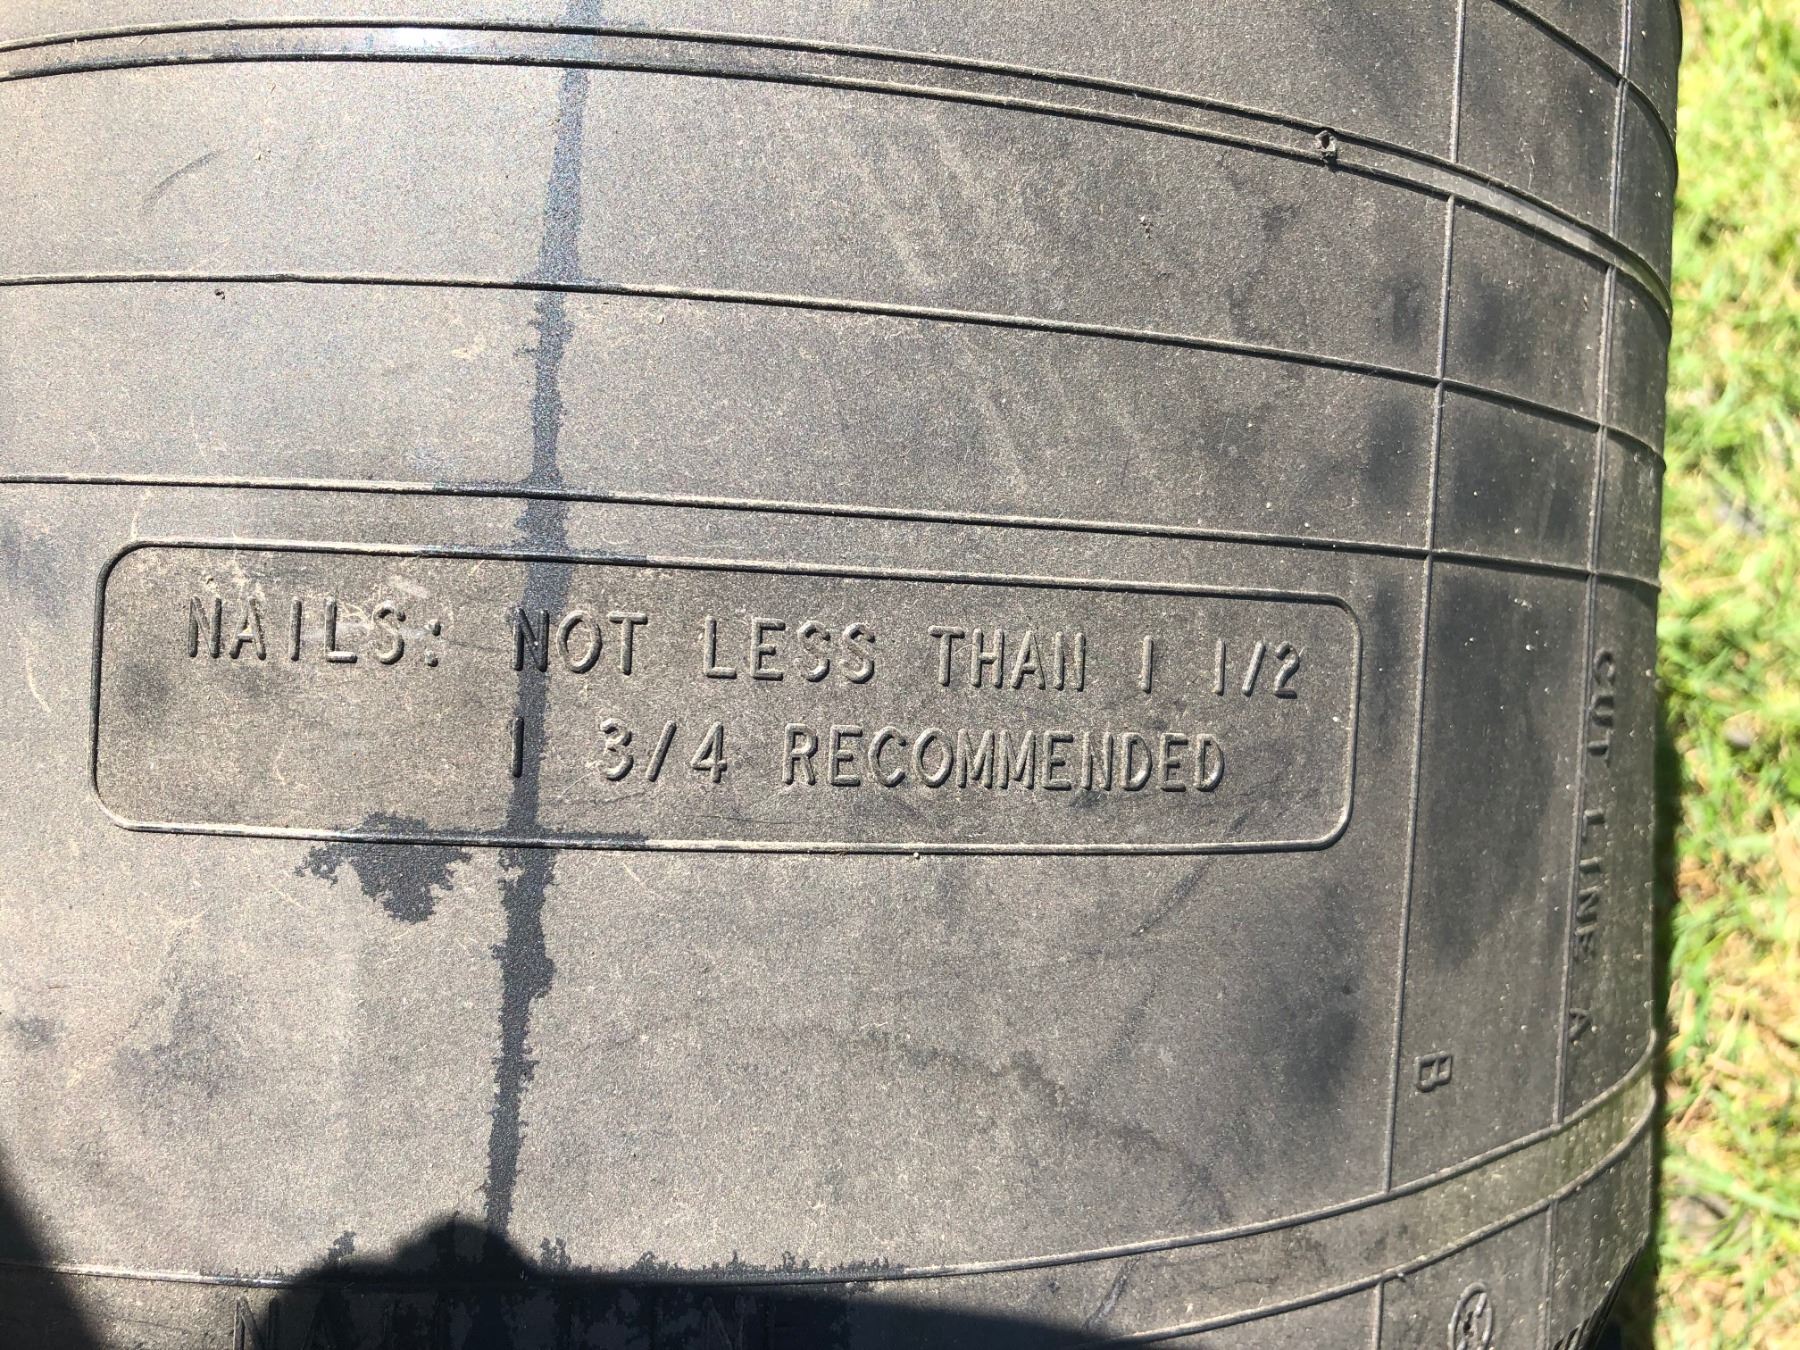 NAILS: NOT LESS THAN 1 1/2
1 3/4 RECOMMENDED
CUT LINE A
B